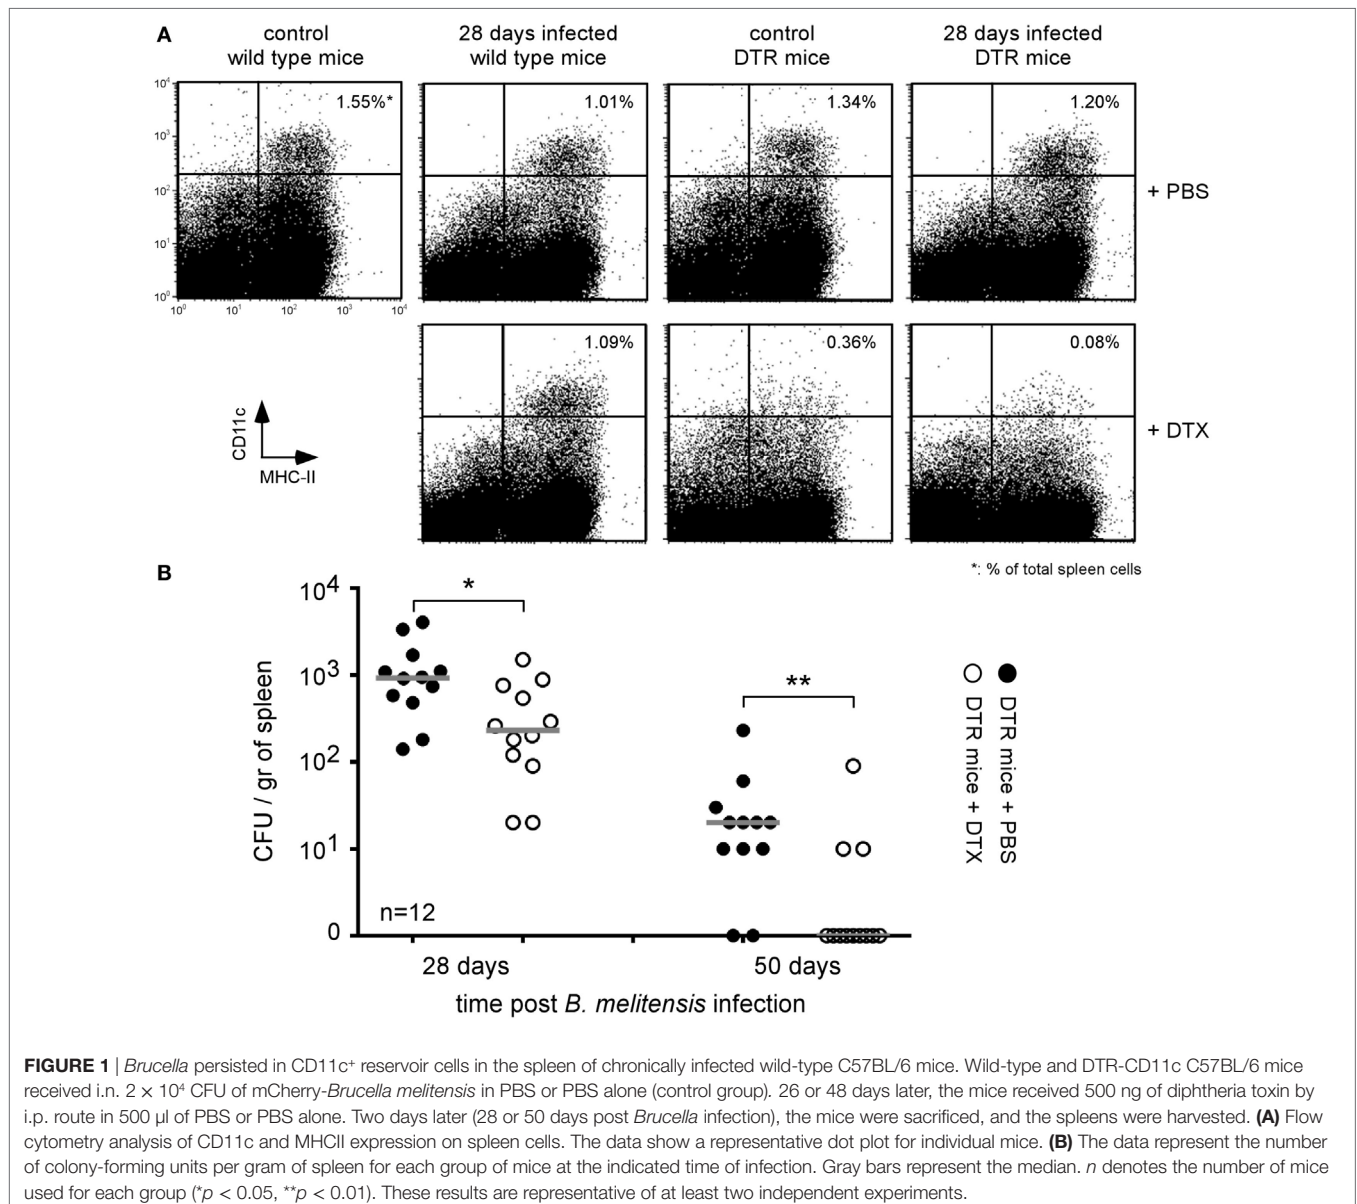 A
control
wild type mice
28 days infected
wild type mice
control
DTR mice
28 days infected
DTR mice
10⁴
10³
10²
10¹
10⁰
10⁰ 10¹ 10² 10³ 10⁴
1.55%*
1.01%
1.34%
1.20%
+ PBS
CD11c
MHC-II
1.09%
0.36%
0.08%
+ DTX
*: % of total spleen cells
B
CFU / gr of spleen
10⁴
10³
10²
10¹
0
*
**
n=12
28 days
50 days
time post B. melitensis infection
DTR mice + PBS
DTR mice + DTX
FIGURE 1 | Brucella persisted in CD11c⁺ reservoir cells in the spleen of chronically infected wild-type C57BL/6 mice. Wild-type and DTR-CD11c C57BL/6 mice
received i.n. 2 × 10⁴ CFU of mCherry-Brucella melitensis in PBS or PBS alone (control group). 26 or 48 days later, the mice received 500 ng of diphtheria toxin by
i.p. route in 500 µl of PBS or PBS alone. Two days later (28 or 50 days post Brucella infection), the mice were sacrificed, and the spleens were harvested. (A) Flow
cytometry analysis of CD11c and MHCII expression on spleen cells. The data show a representative dot plot for individual mice. (B) The data represent the number
of colony-forming units per gram of spleen for each group of mice at the indicated time of infection. Gray bars represent the median. n denotes the number of mice
used for each group (*p < 0.05, **p < 0.01). These results are representative of at least two independent experiments.